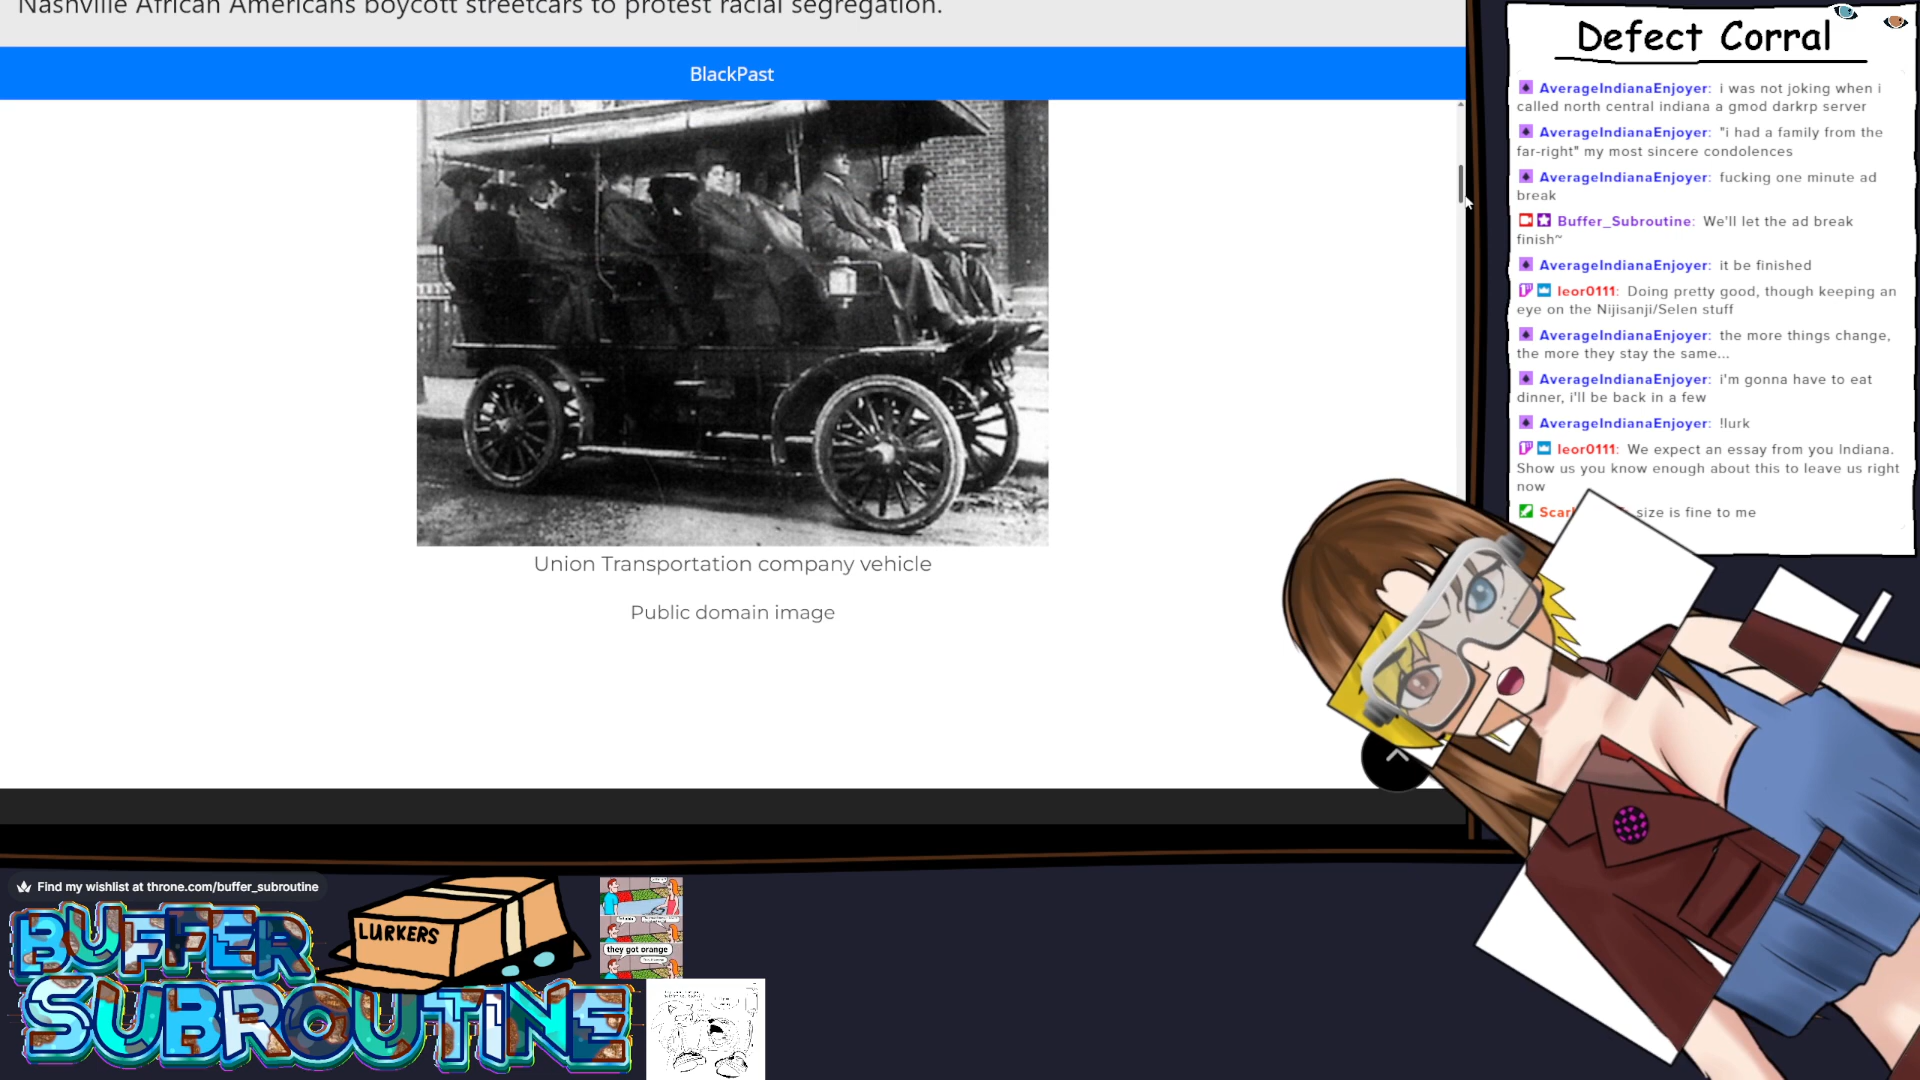 Nashville African Americans boycott streetcars to protest racial segregation.
BlackPast
Union Transportation company vehicle
Public domain image
Defect Corral
AverageIndianaEnjoyer: i was not joking when i
called north central indiana a gmod darkrp server
AverageIndianaEnjoyer: "i had a family from the
far-right" my most sincere condolences
AverageIndianaEnjoyer: fucking one minute ad
break
Buffer_Subroutine: We'll let the ad break
finish~
AverageIndianaEnjoyer: it be finished
leor0111: Doing pretty good, though keeping an
eye on the Nijisanji/Selen stuff
AverageIndianaEnjoyer: the more things change,
the more they stay the same...
AverageIndianaEnjoyer: i'm gonna have to eat
dinner, i'll be back in a few
AverageIndianaEnjoyer: !lurk
leor0111: We expect an essay from you Indiana.
Show us you know enough about this to leave us right
now
size is fine to me
Find my wishlist at throne.com/buffer_subroutine
LURKERS
BUFFER
SUBROUTINE
they got orange